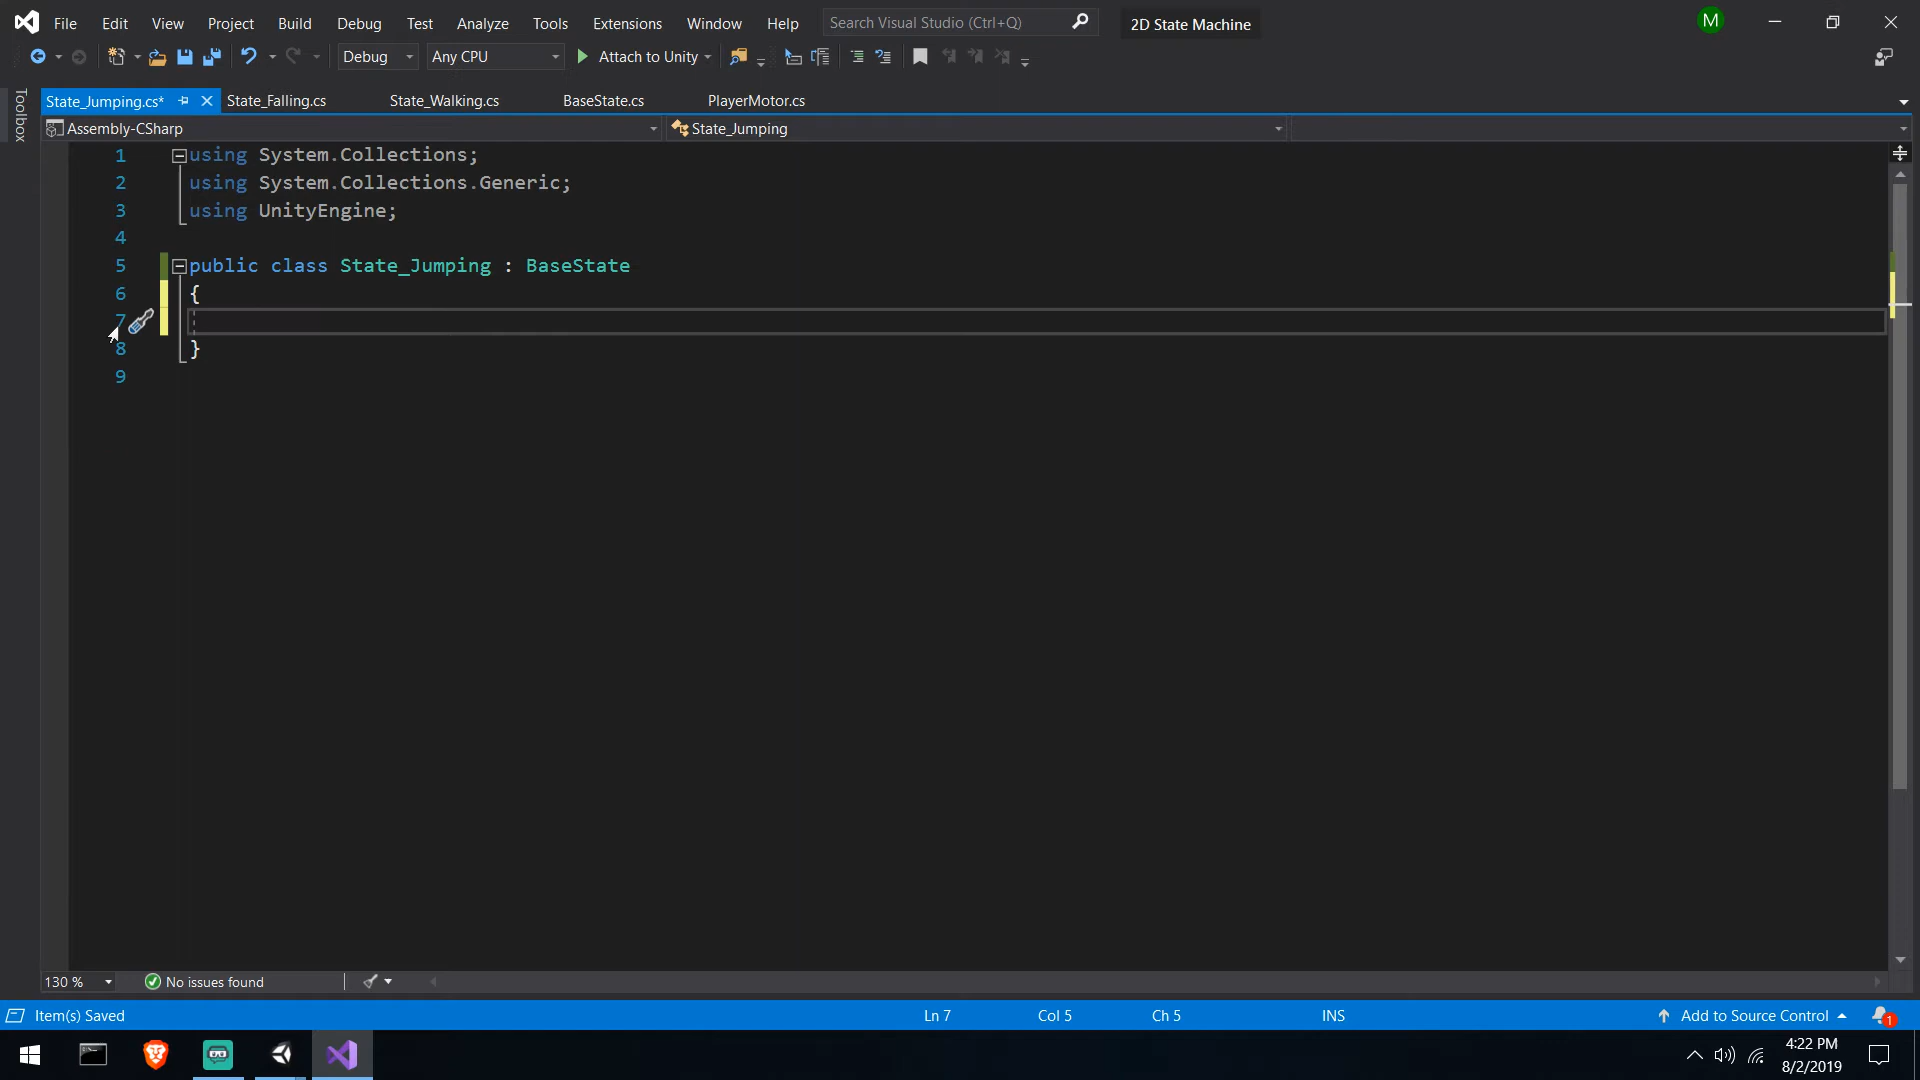 File Edit View Project Build Debug Test Analyze Tools Extensions Window Help Search Visual Studio (Ctrl+Q) 2D State Machine M
Debug Any CPU Attach to Unity
Toolbox
State_Jumping.cs* State_Falling.cs State_Walking.cs BaseState.cs PlayerMotor.cs
Assembly-CSharp State_Jumping
1 using System.Collections;
2 using System.Collections.Generic;
3 using UnityEngine;
4
5 public class State_Jumping : BaseState
6 {
7
8 }
9
130 % No issues found
Item(s) Saved Ln 7 Col 5 Ch 5 INS Add to Source Control 1
4:22 PM
8/2/2019